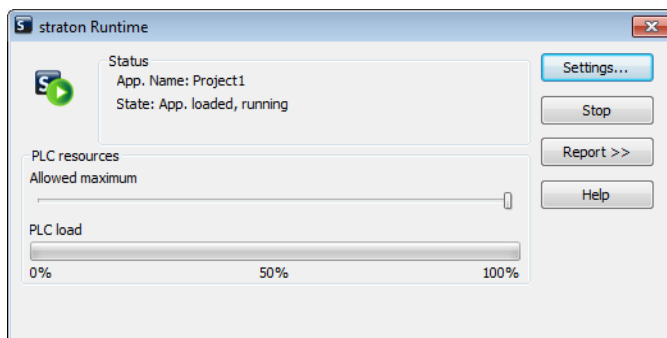 straton Runtime
Status
App. Name: Project1
State: App. loaded, running
Settings...
Stop
Report >>
Help
PLC resources
Allowed maximum
PLC load
0% 50% 100%